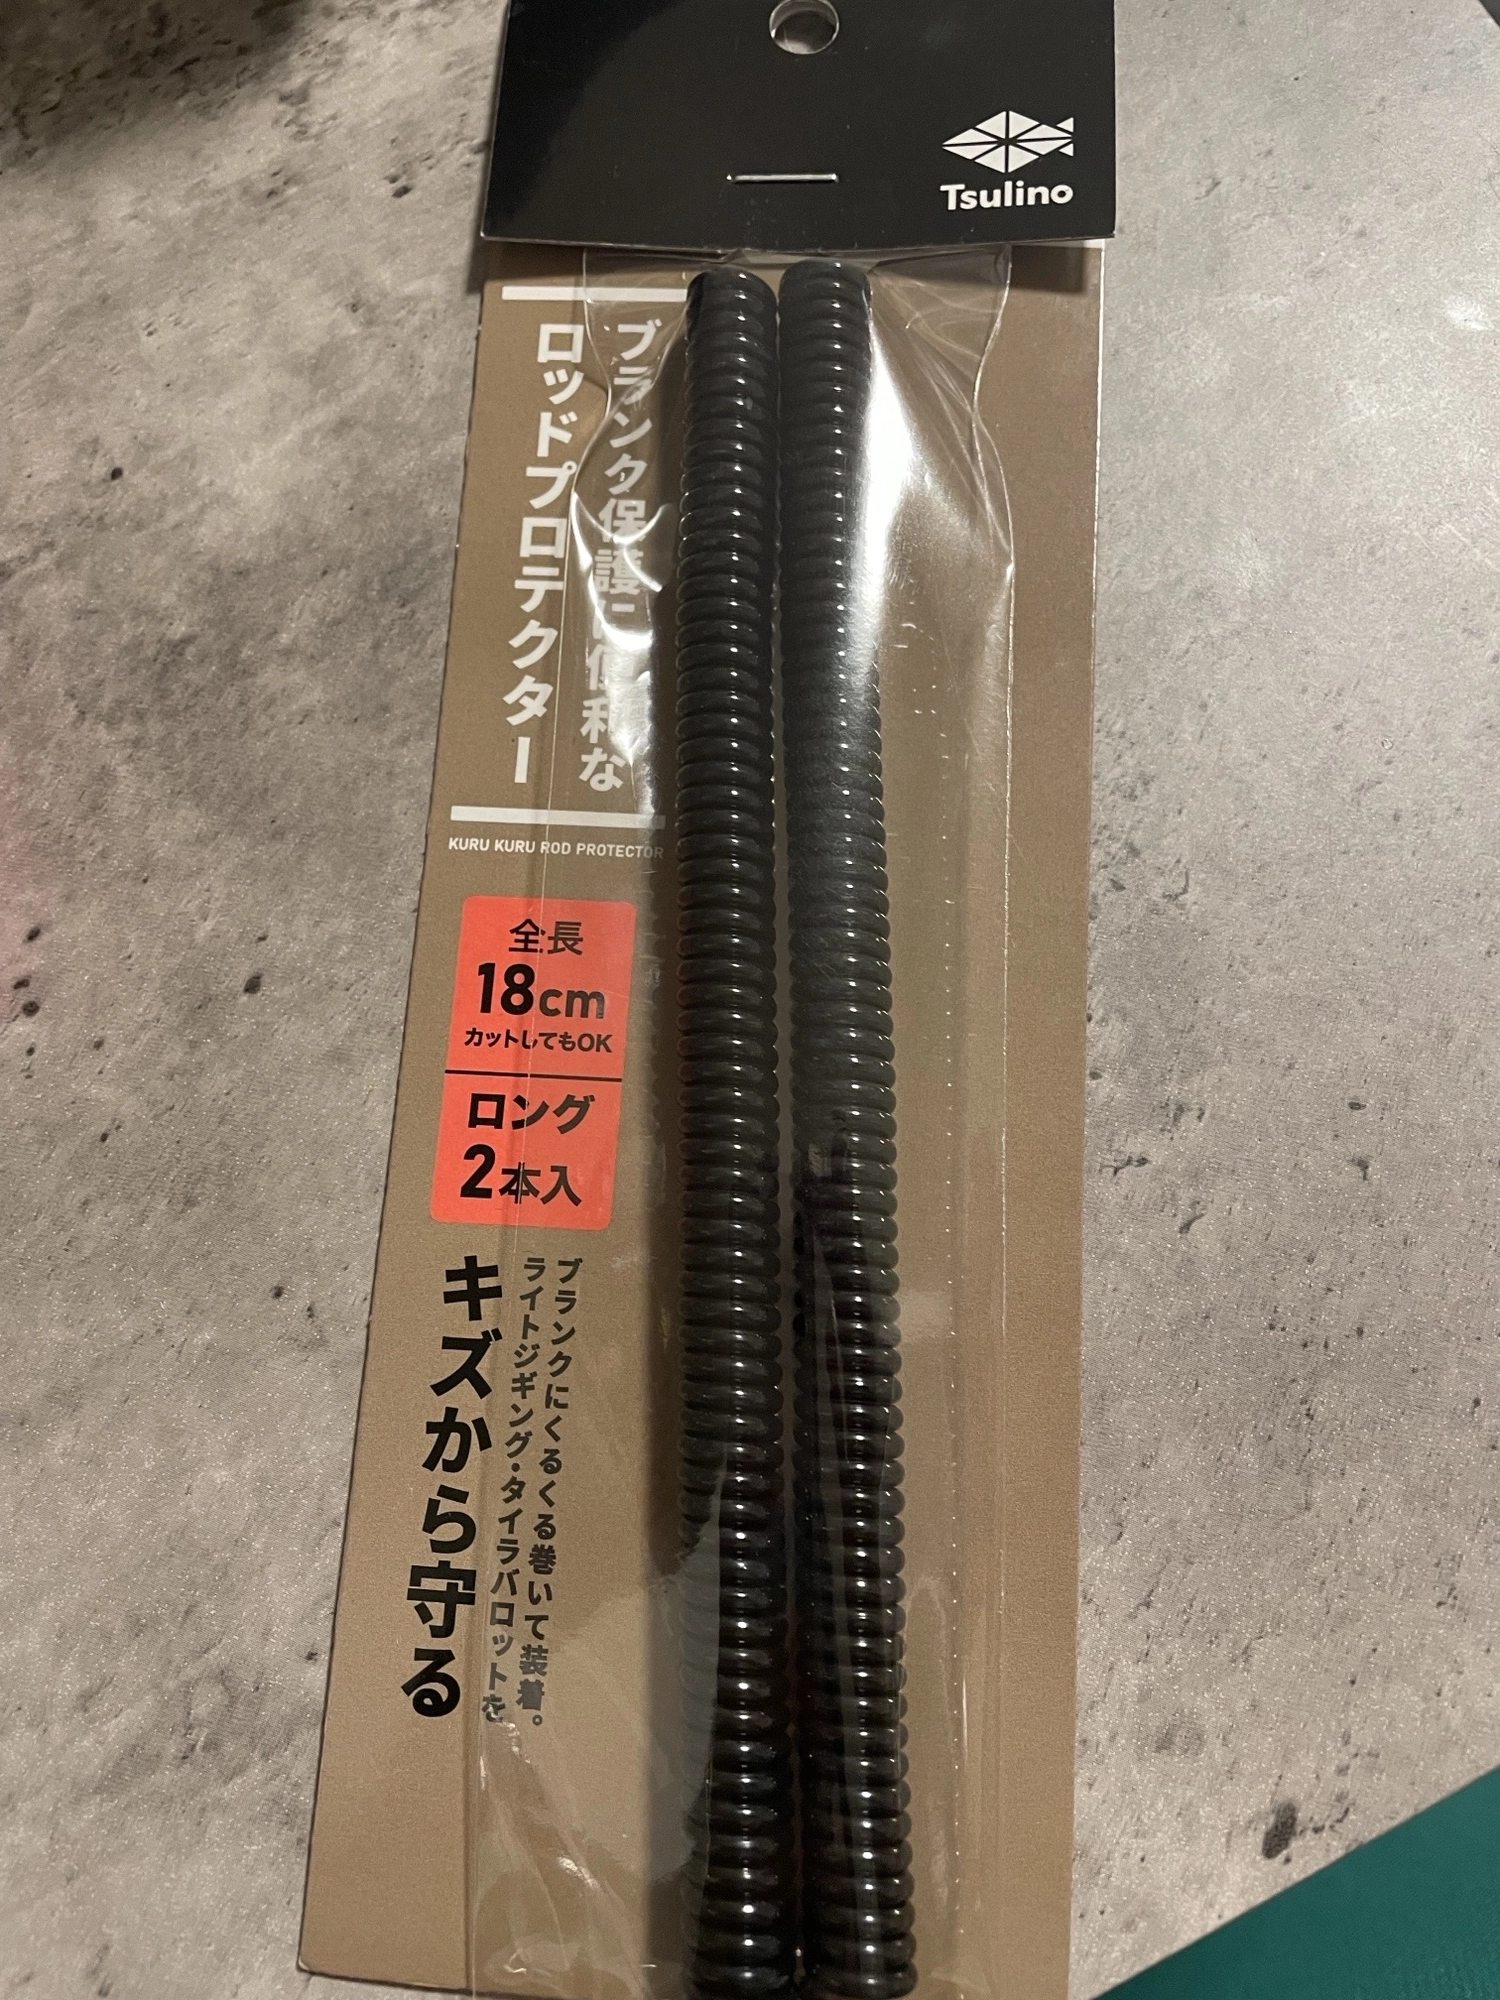 Tsulino
ブランク保護に便利な
ロッドプロテクター
KURU KURU ROD PROTECTOR
全長
18cm
カットしてもOK
ロング
2本入
ブランクにくるくる巻いて装着。
ライトジギング・タイラバロットを
キズから守る